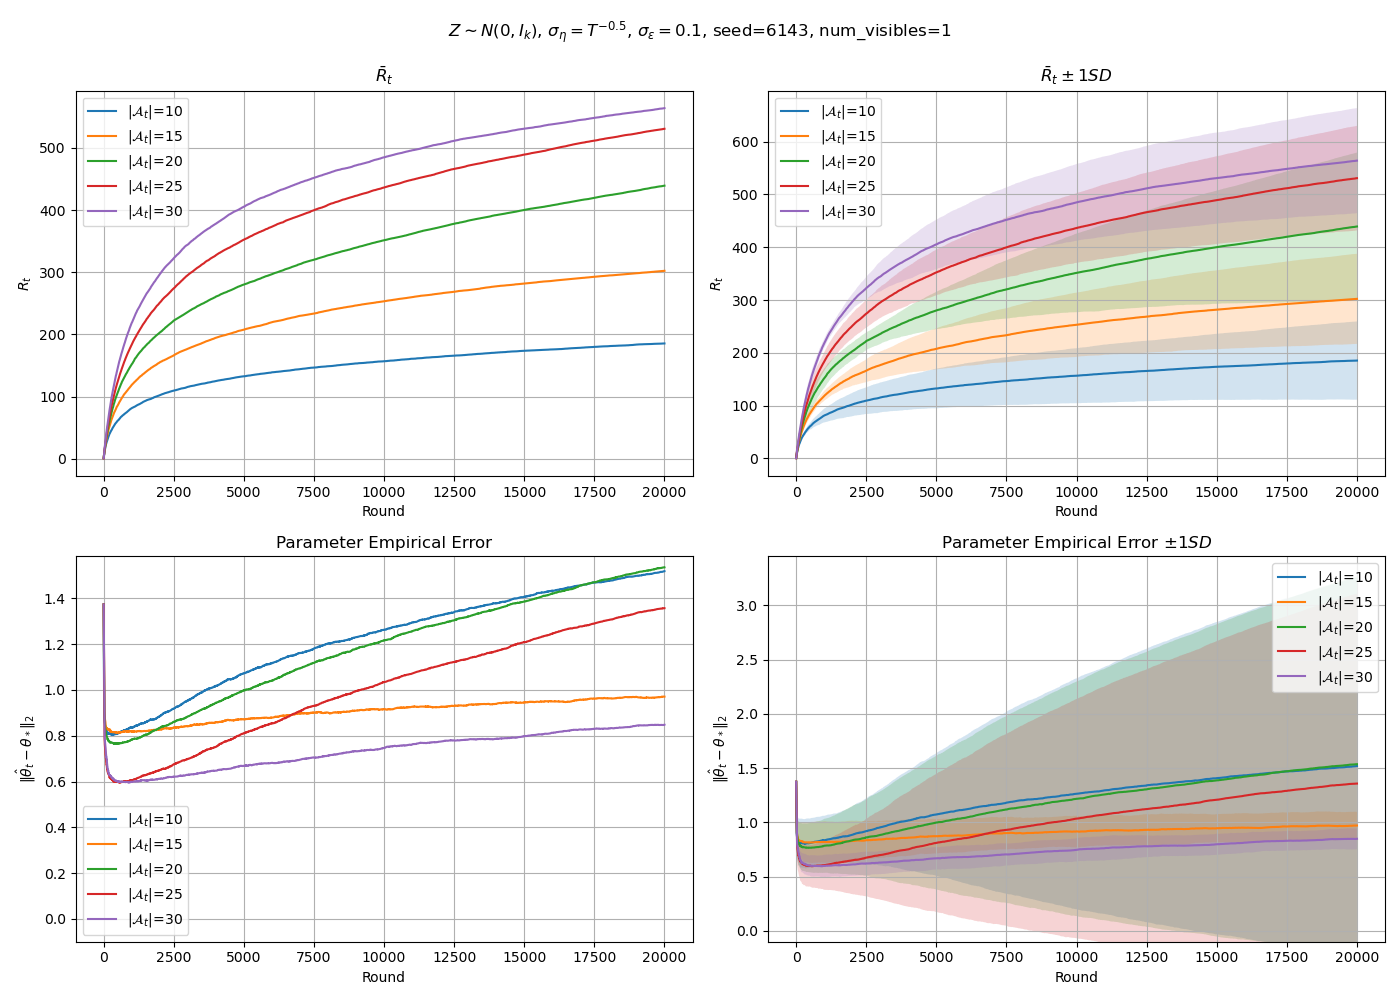 Z ∼ N(0, I_k), σ_η = T^{−0.5}, σ_ε = 0.1, seed=6143, num_visibles=1
R̄_t
R_t
500
400
300
200
100
0
|𝒜_t|=10
|𝒜_t|=15
|𝒜_t|=20
|𝒜_t|=25
|𝒜_t|=30
0 2500 5000 7500 10000 12500 15000 17500 20000
Round
R̄_t ± 1SD
R_t
600
500
400
300
200
100
0
|𝒜_t|=10
|𝒜_t|=15
|𝒜_t|=20
|𝒜_t|=25
|𝒜_t|=30
0 2500 5000 7500 10000 12500 15000 17500 20000
Round
Parameter Empirical Error
‖θ̂_t − θ_*‖_2
1.4
1.2
1.0
0.8
0.6
0.4
0.2
0.0
|𝒜_t|=10
|𝒜_t|=15
|𝒜_t|=20
|𝒜_t|=25
|𝒜_t|=30
0 2500 5000 7500 10000 12500 15000 17500 20000
Round
Parameter Empirical Error ±1SD
‖θ̂_t − θ_*‖_2
3.0
2.5
2.0
1.5
1.0
0.5
0.0
|𝒜_t|=10
|𝒜_t|=15
|𝒜_t|=20
|𝒜_t|=25
|𝒜_t|=30
0 2500 5000 7500 10000 12500 15000 17500 20000
Round